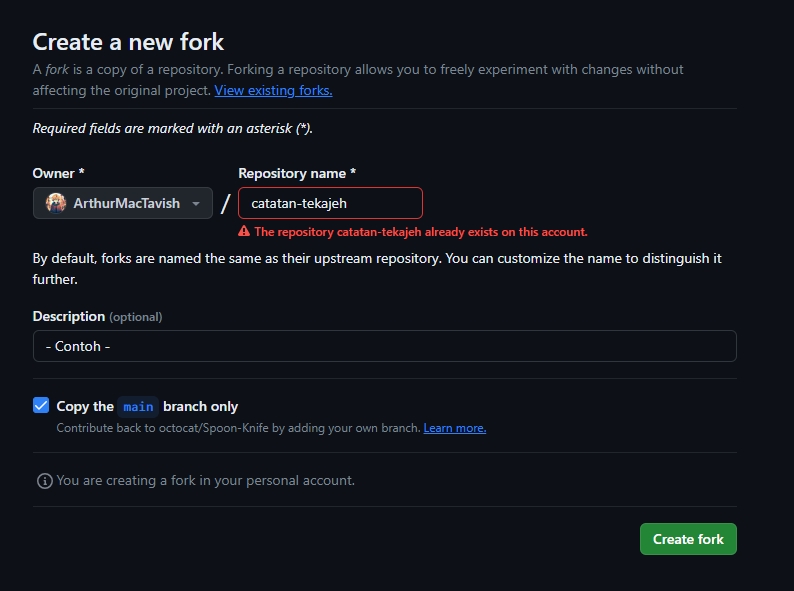 Create a new fork
A fork is a copy of a repository. Forking a repository allows you to freely experiment with changes without
affecting the original project. View existing forks.
Required fields are marked with an asterisk (*).
Owner * Repository name *
ArthurMacTavish / catatan-tekajeh
The repository catatan-tekajeh already exists on this account.
By default, forks are named the same as their upstream repository. You can customize the name to distinguish it
further.
Description (optional)
- Contoh -
Copy the main branch only
Contribute back to octocat/Spoon-Knife by adding your own branch. Learn more.
You are creating a fork in your personal account.
Create fork